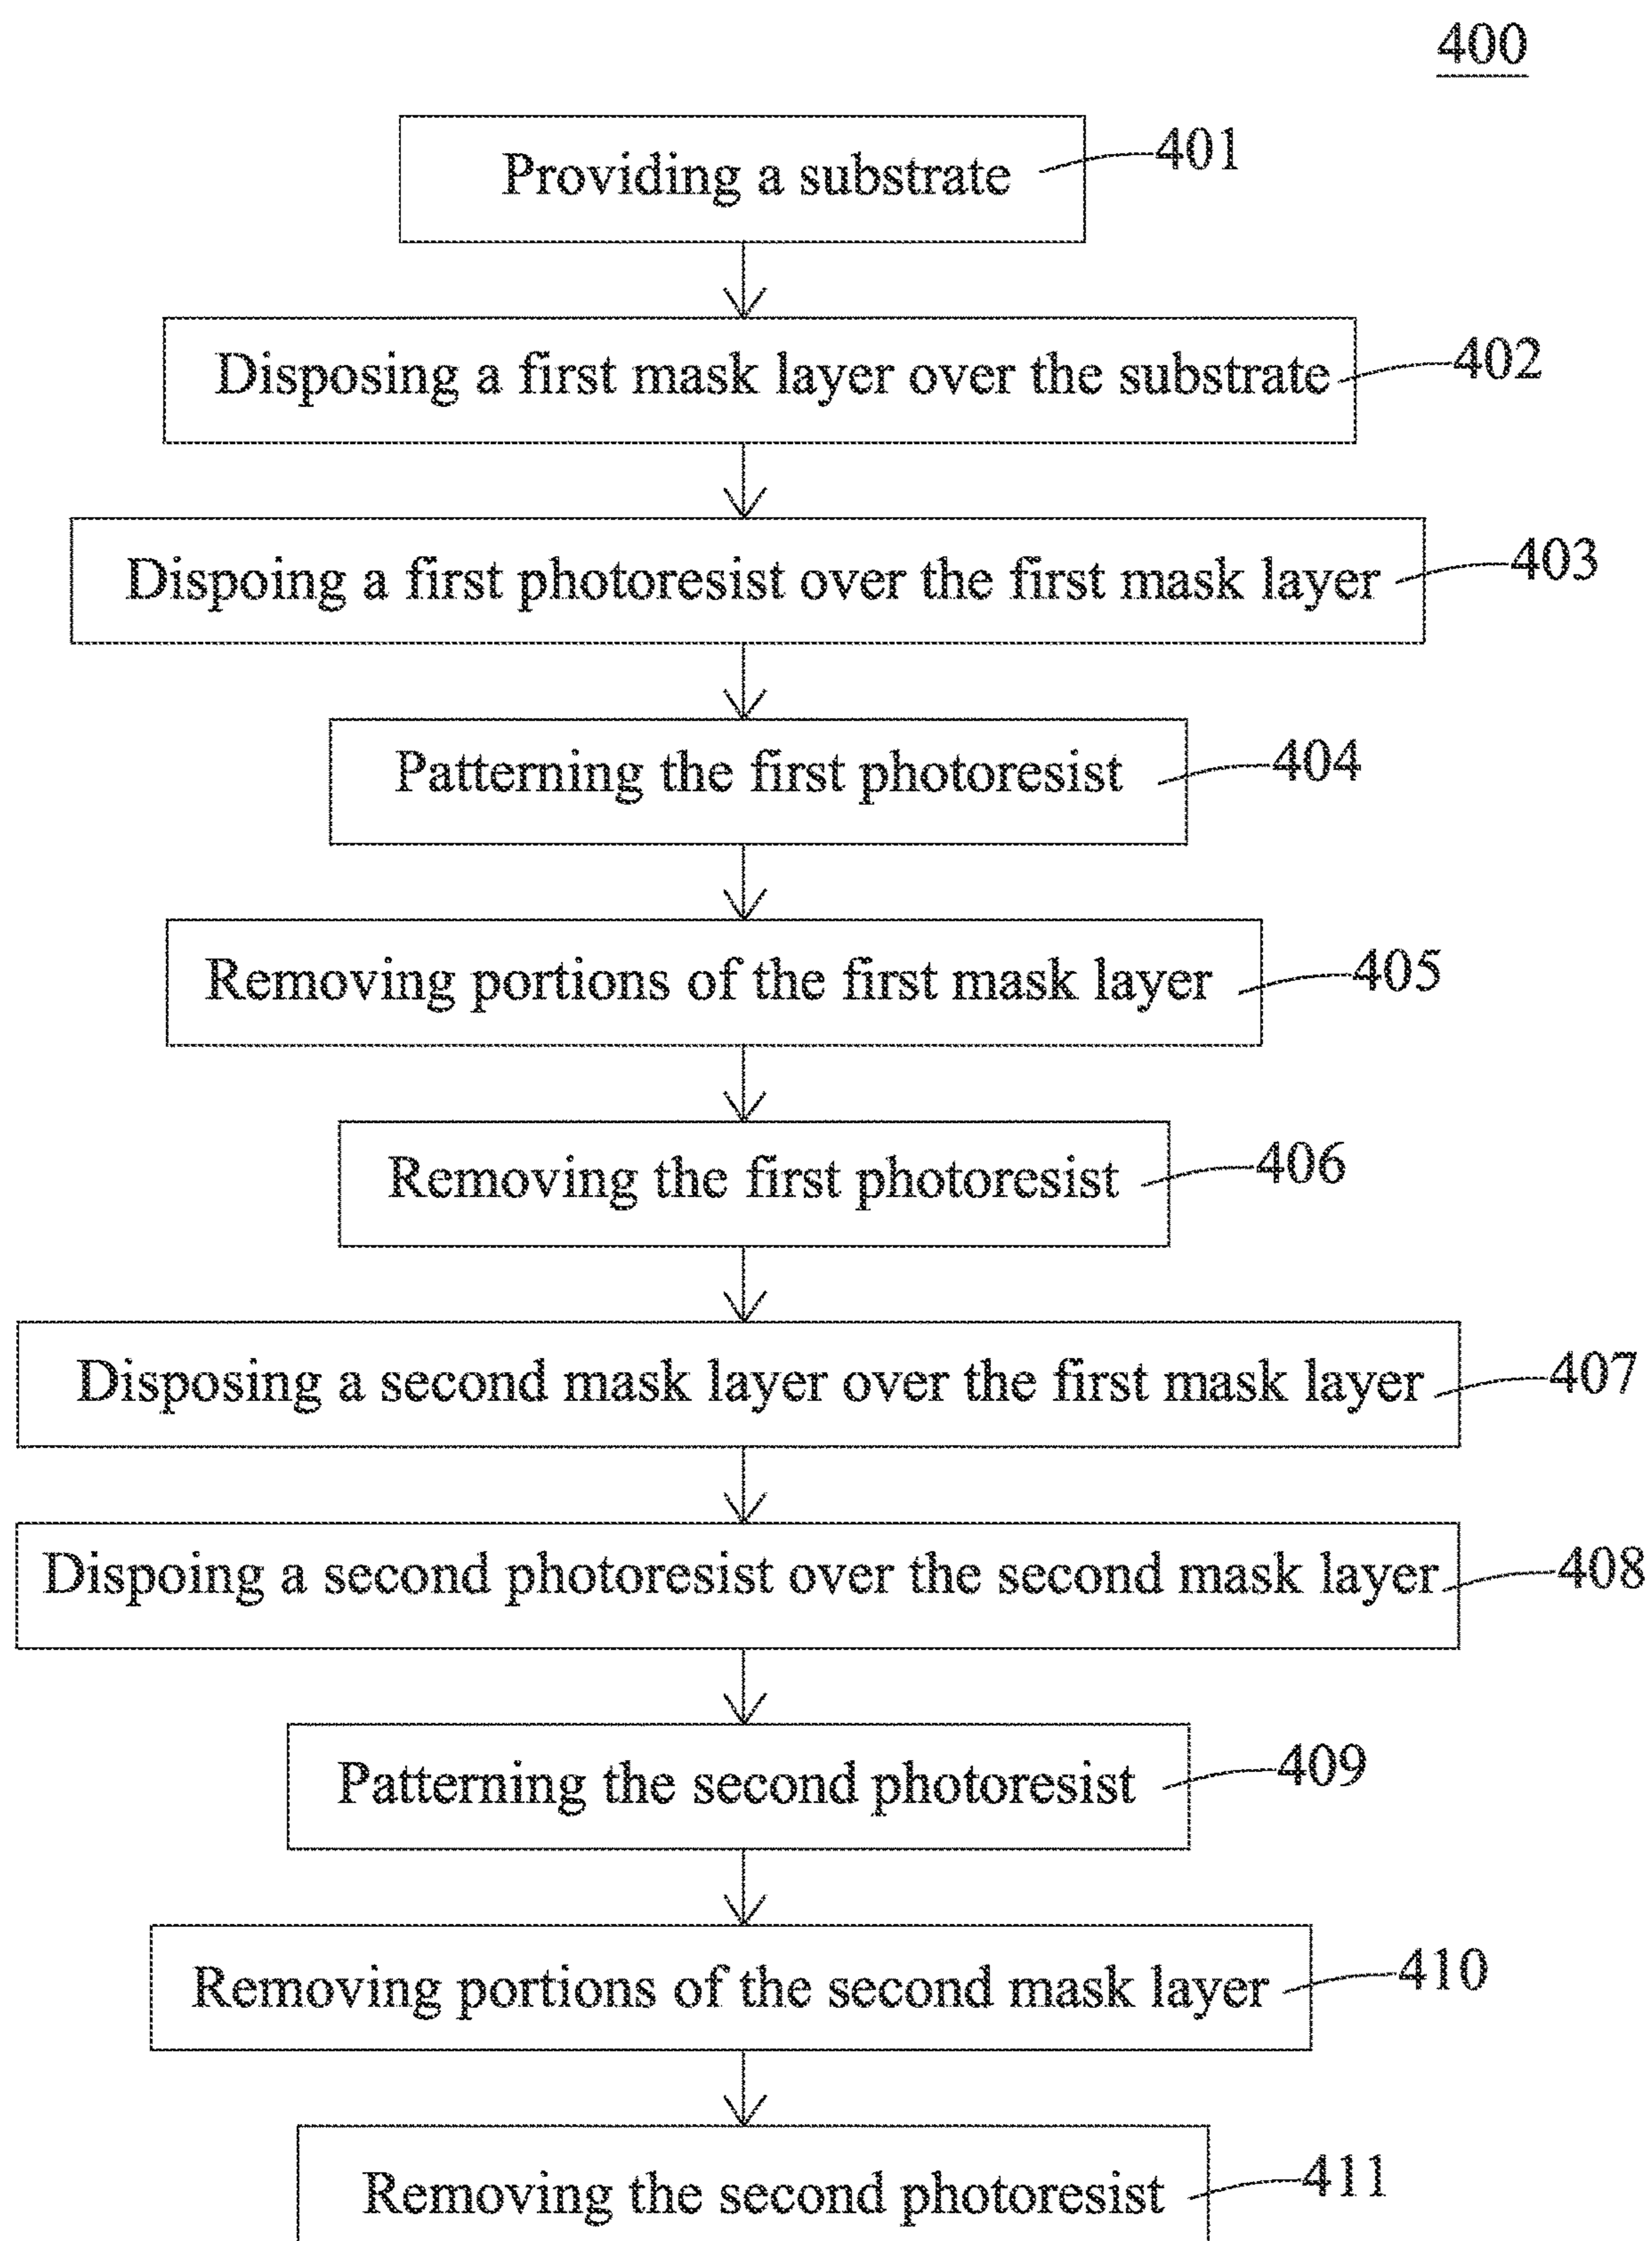 400
Providing a substrate 401
Disposing a first mask layer over the substrate 402
Dispoing a first photoresist over the first mask layer 403
Patterning the first photoresist 404
Removing portions of the first mask layer 405
Removing the first photoresist 406
Disposing a second mask layer over the first mask layer 407
Dispoing a second photoresist over the second mask layer 408
Patterning the second photoresist 409
Removing portions of the second mask layer 410
Removing the second photoresist 411